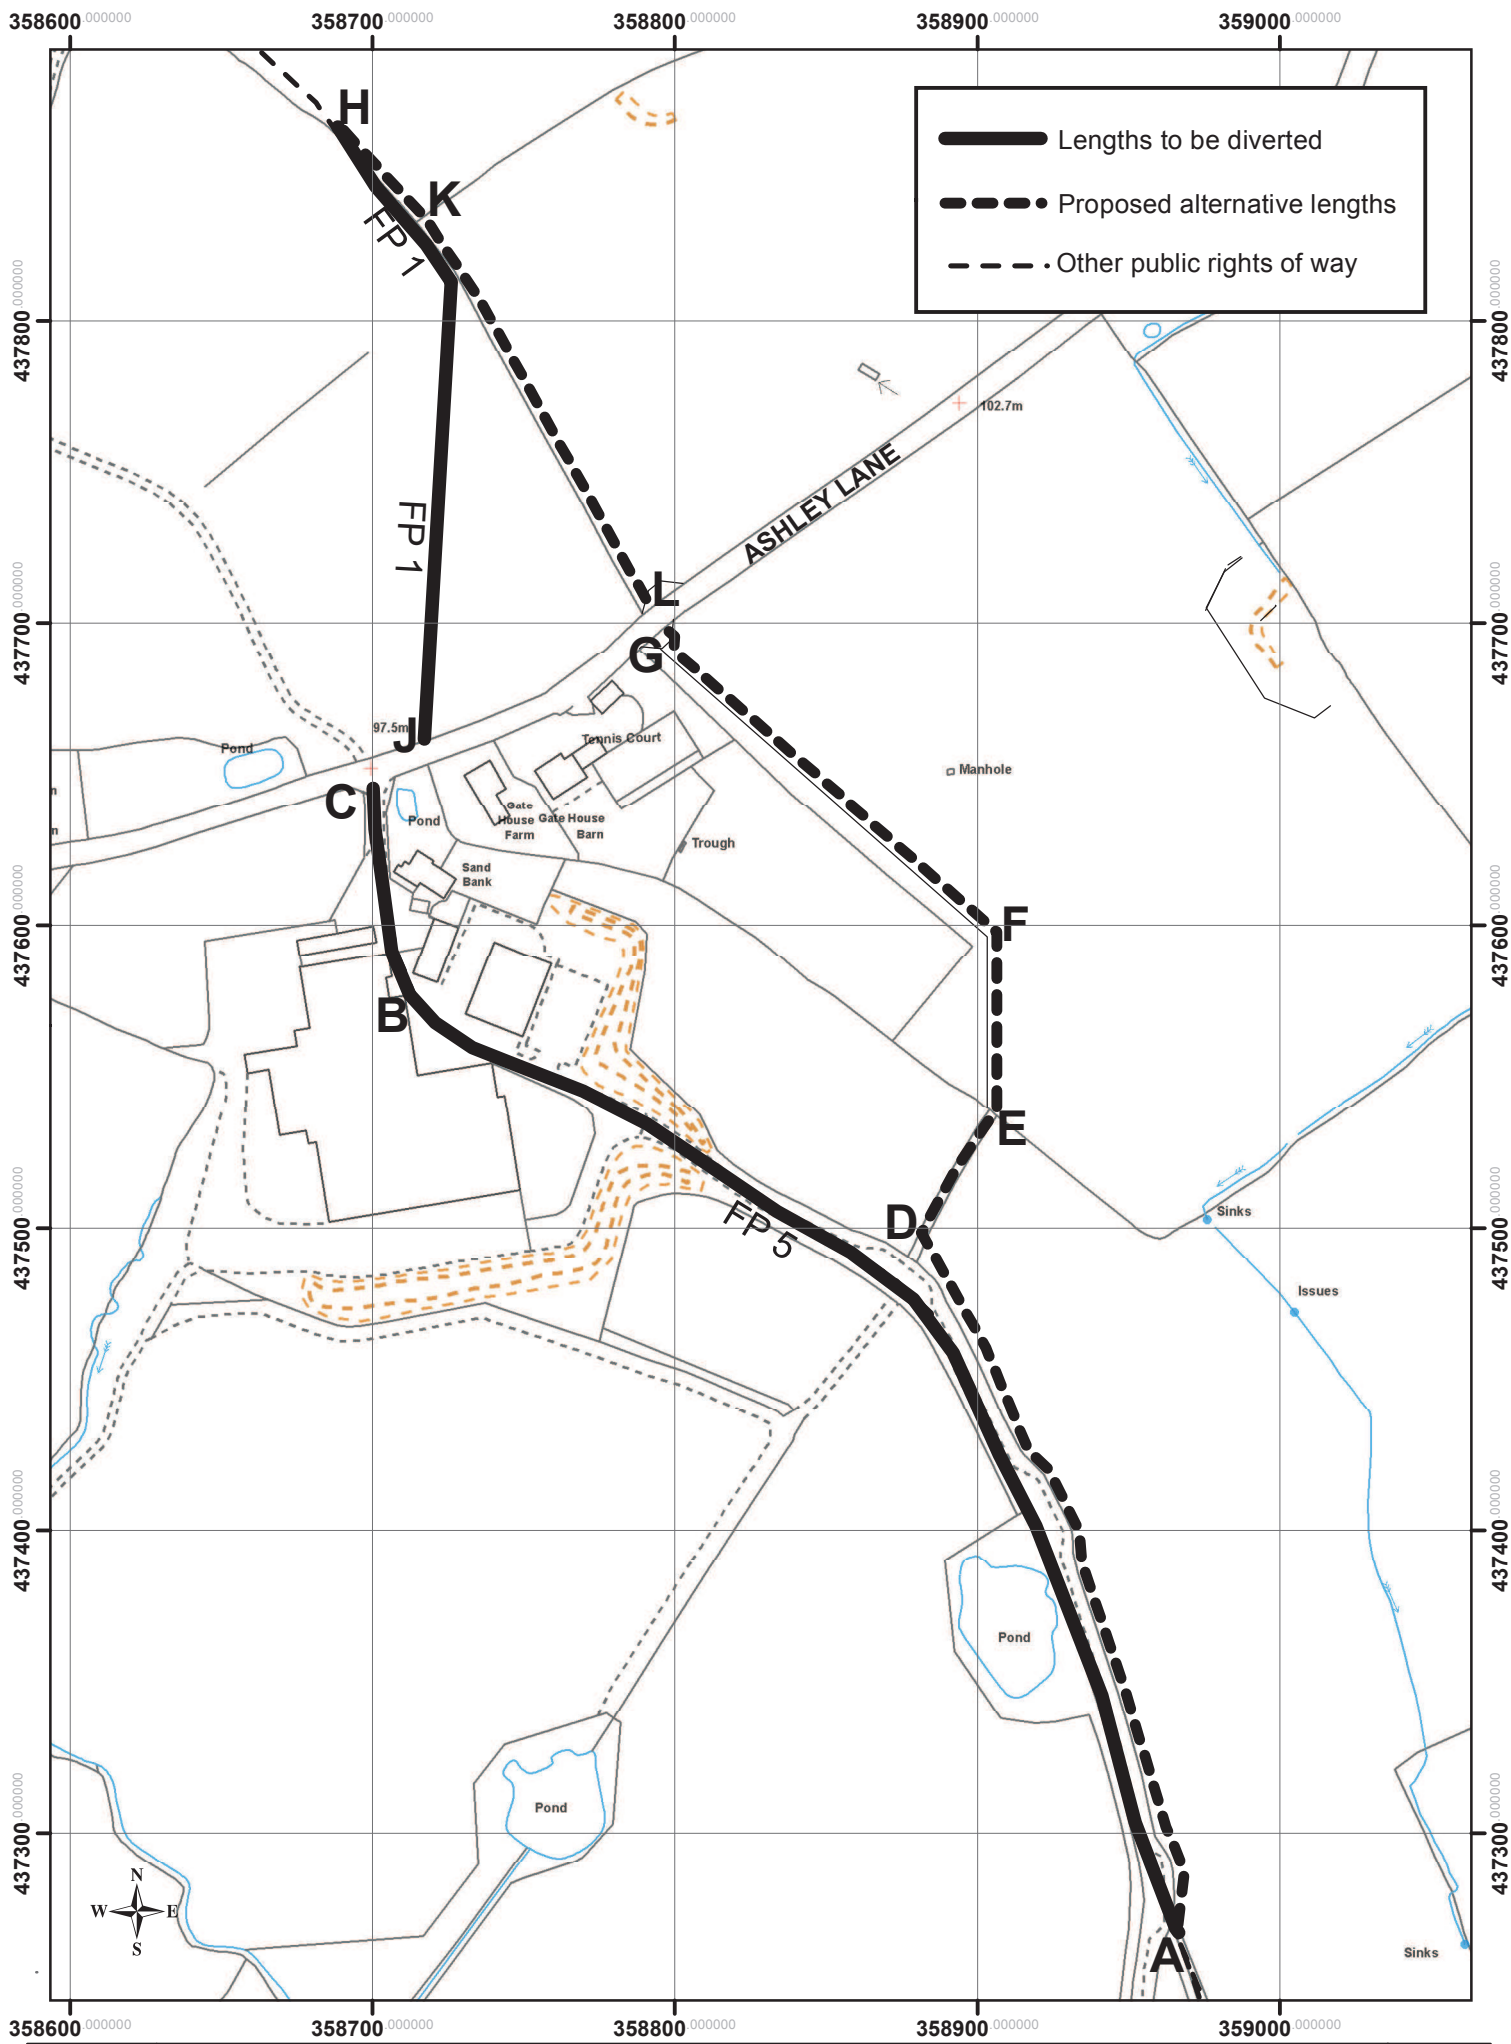 358600.000000 358700.000000 358800.000000 358900.000000 359000.000000
H
Lengths to be diverted
K
Proposed alternative lengths
FP 1
Other public rights of way
437800.000000 437800.000000
102.7m
ASHLEY LANE
FP 1
L
437700.000000 437700.000000
G
97.5m
J
Tennis Court
Pond
Manhole
C
Gate
House
Farm
Gate House
Barn
Pond
n
n
Trough
Sand
Bank
F
437600.000000 437600.000000
B
E
D
Sinks
FP 5
437500.000000 437500.000000
Issues
437400.000000 437400.000000
Pond
Pond
437300.000000 437300.000000
N
W E
S
A
Sinks
358600.000000 358700.000000 358800.000000 358900.000000 359000.000000